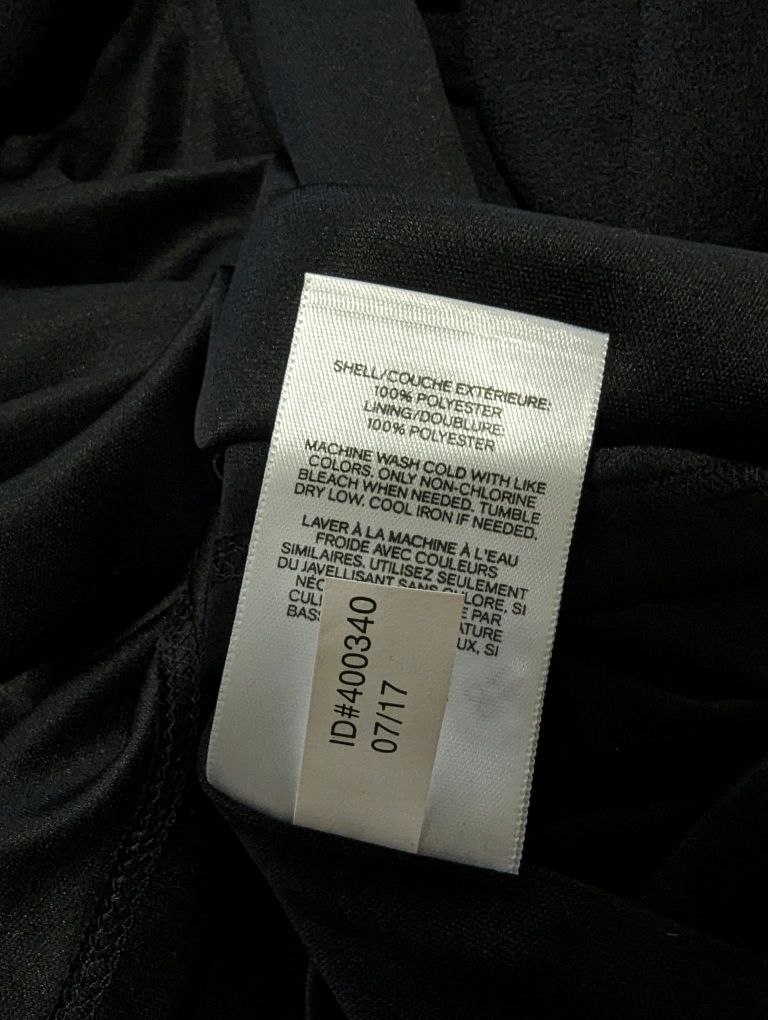 SHELL/COUCHE EXTÉRIEURE:
100% POLYESTER
LINING/DOUBLURE:
100% POLYESTER
MACHINE WASH COLD WITH LIKE
COLORS. ONLY NON-CHLORINE
BLEACH WHEN NEEDED. TUMBLE
DRY LOW. COOL IRON IF NEEDED.
LAVER À LA MACHINE À L'EAU
FROIDE AVEC COULEURS
SIMILAIRES. UTILISEZ SEULEMENT
DU JAVELLISANT SANS CHLORE, SI
PAR
SI
ID#400340
07/17